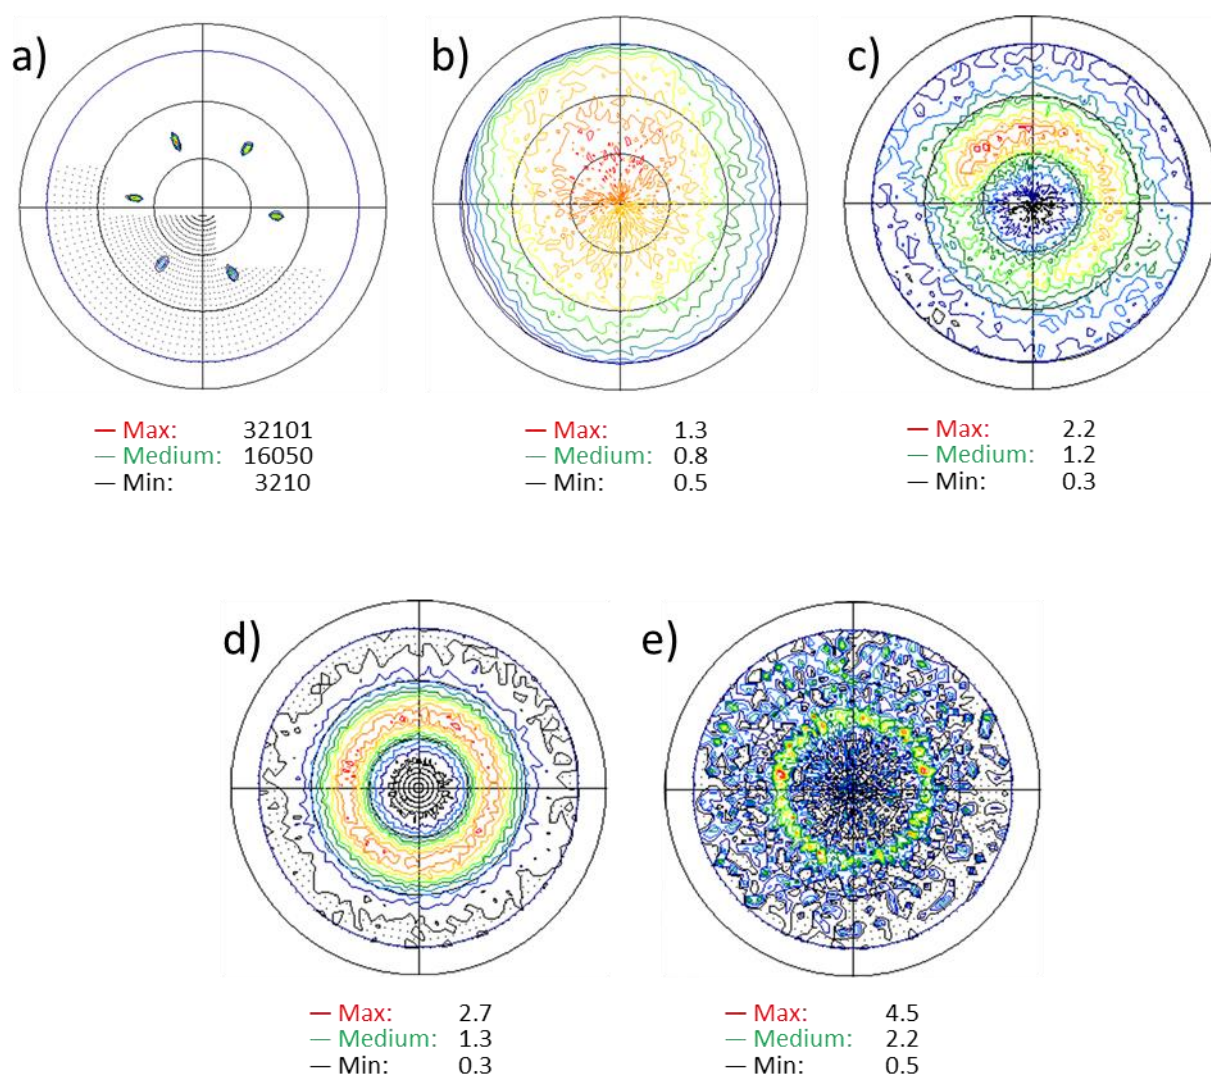 a)
b)
c)
— Max: 32101
— Medium: 16050
— Min: 3210
— Max: 1.3
— Medium: 0.8
— Min: 0.5
— Max: 2.2
— Medium: 1.2
— Min: 0.3
d)
e)
— Max: 2.7
— Medium: 1.3
— Min: 0.3
— Max: 4.5
— Medium: 2.2
— Min: 0.5